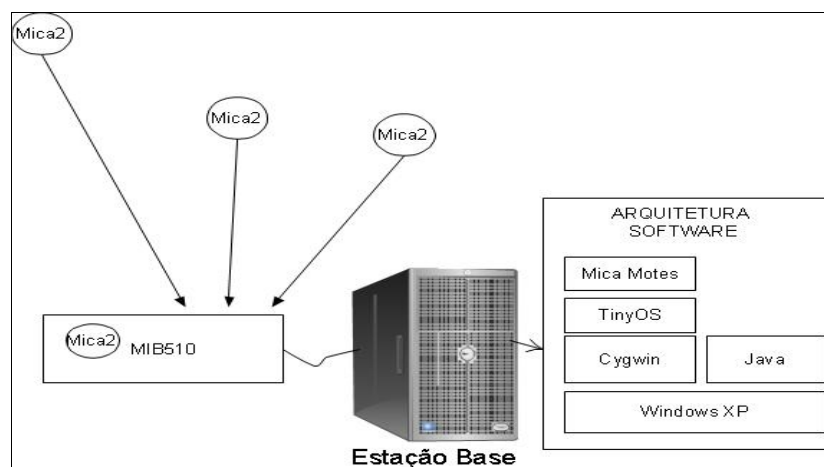 Mica2
Mica2
Mica2
Mica2
MIB510
Estação Base
ARQUITETURA
SOFTWARE
Mica Motes
TinyOS
Cygwin
Java
Windows XP